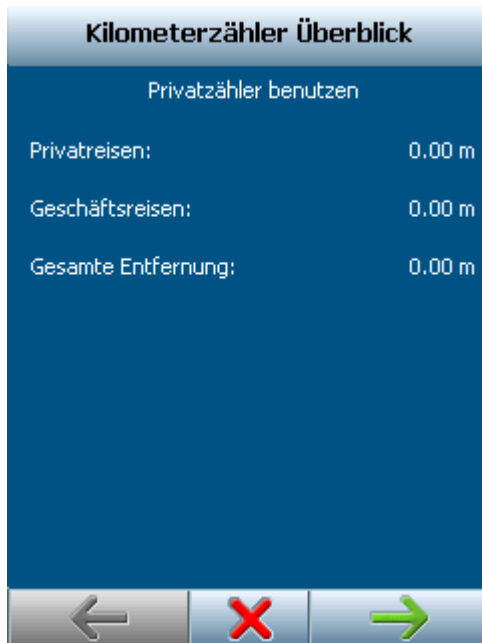 Kilometerzähler Überblick
Privatzähler benutzen
Privatreisen: 0.00 m
Geschäftsreisen: 0.00 m
Gesamte Entfernung: 0.00 m